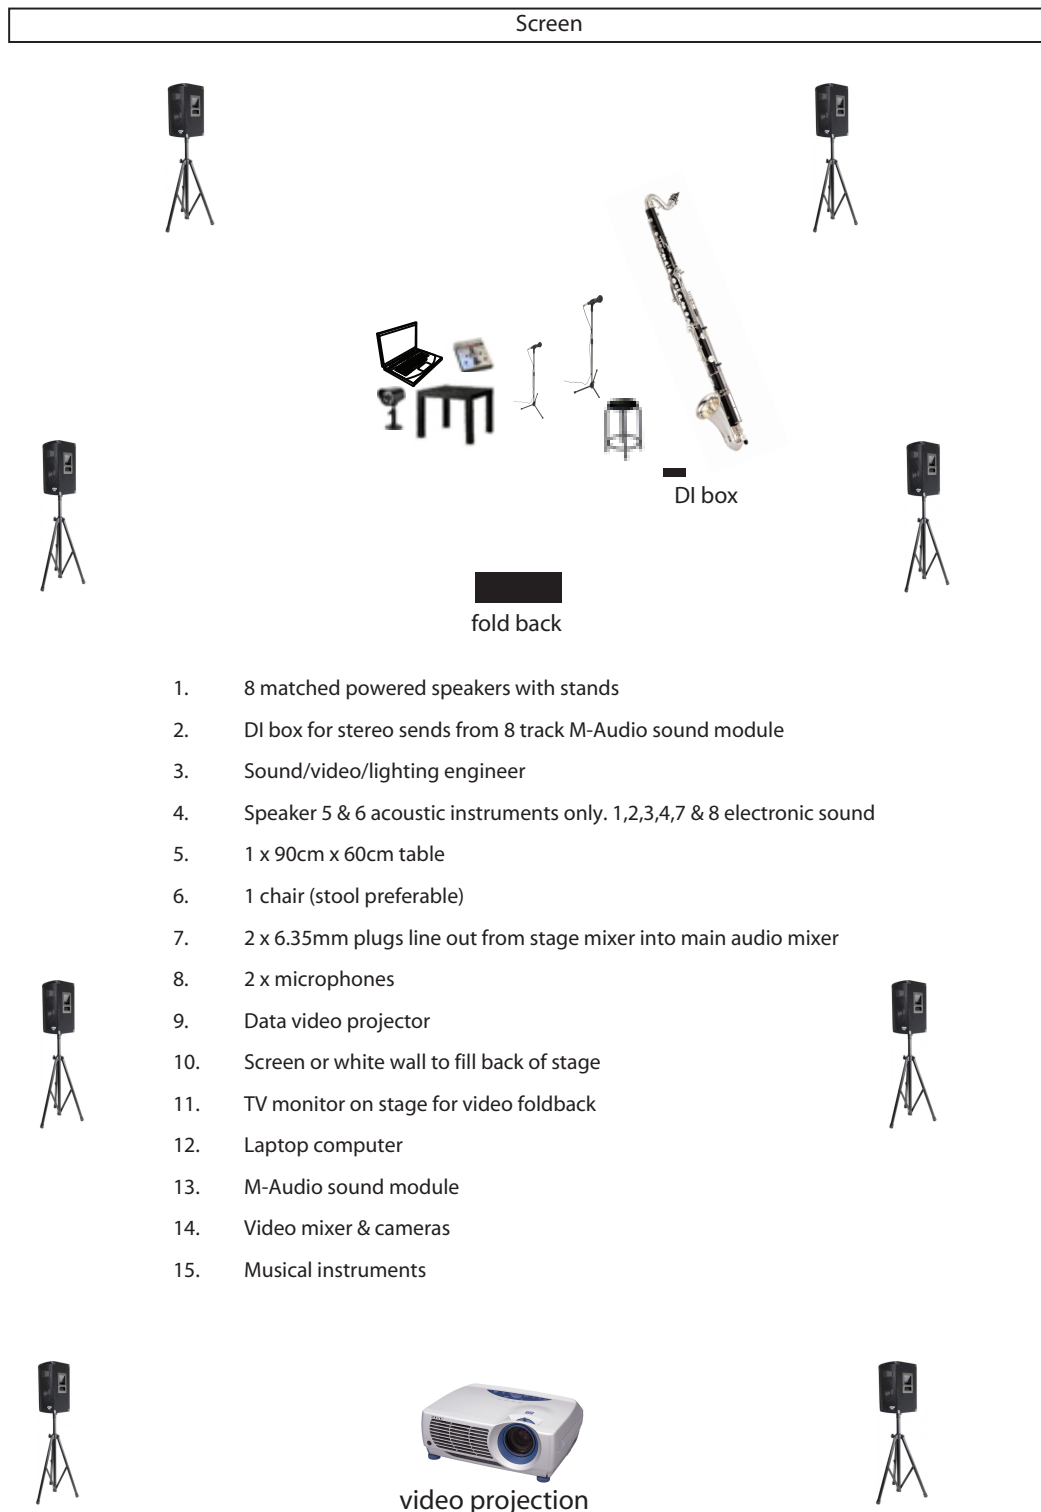 Screen
DI box
fold back
1. 8 matched powered speakers with stands
2. DI box for stereo sends from 8 track M-Audio sound module
3. Sound/video/lighting engineer
4. Speaker 5 & 6 acoustic instruments only. 1,2,3,4,7 & 8 electronic sound
5. 1 x 90cm x 60cm table
6. 1 chair (stool preferable)
7. 2 x 6.35mm plugs line out from stage mixer into main audio mixer
8. 2 x microphones
9. Data video projector
10. Screen or white wall to fill back of stage
11. TV monitor on stage for video foldback
12. Laptop computer
13. M-Audio sound module
14. Video mixer & cameras
15. Musical instruments
video projection